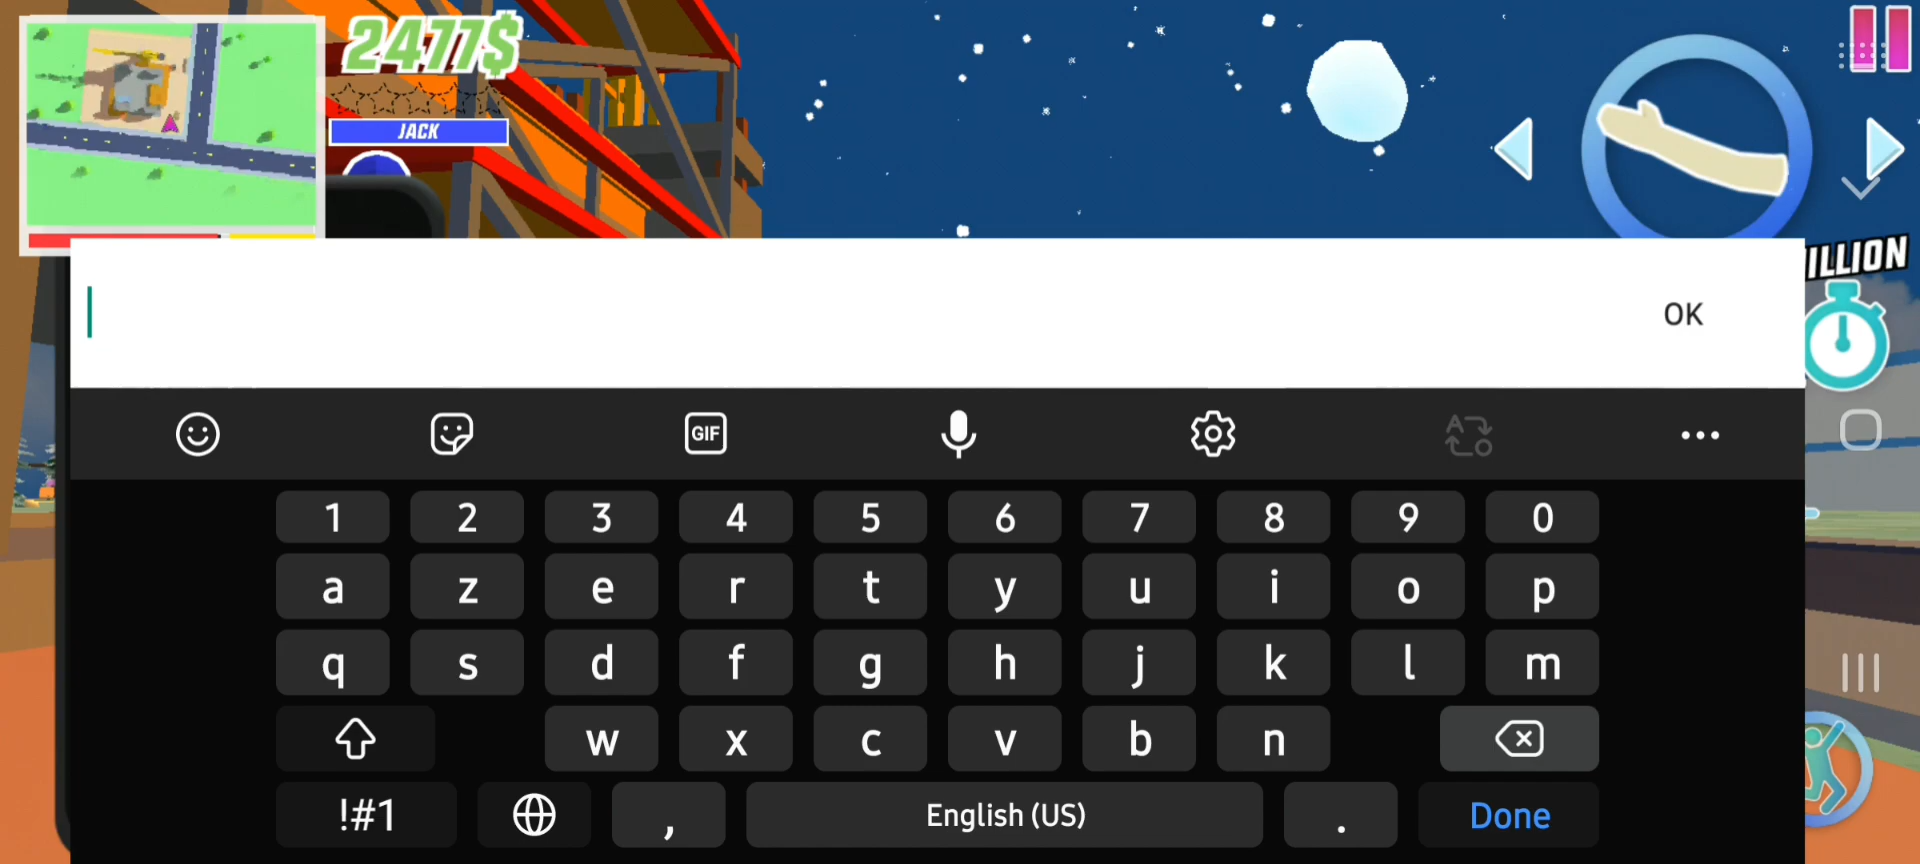 2477$
JACK
ILLION
OK
GIF
1 2 3 4 5 6 7 8 9 0
a z e r t y u i o p
q s d f g h j k l m
w x c v b n
!#1 , English (US) . Done